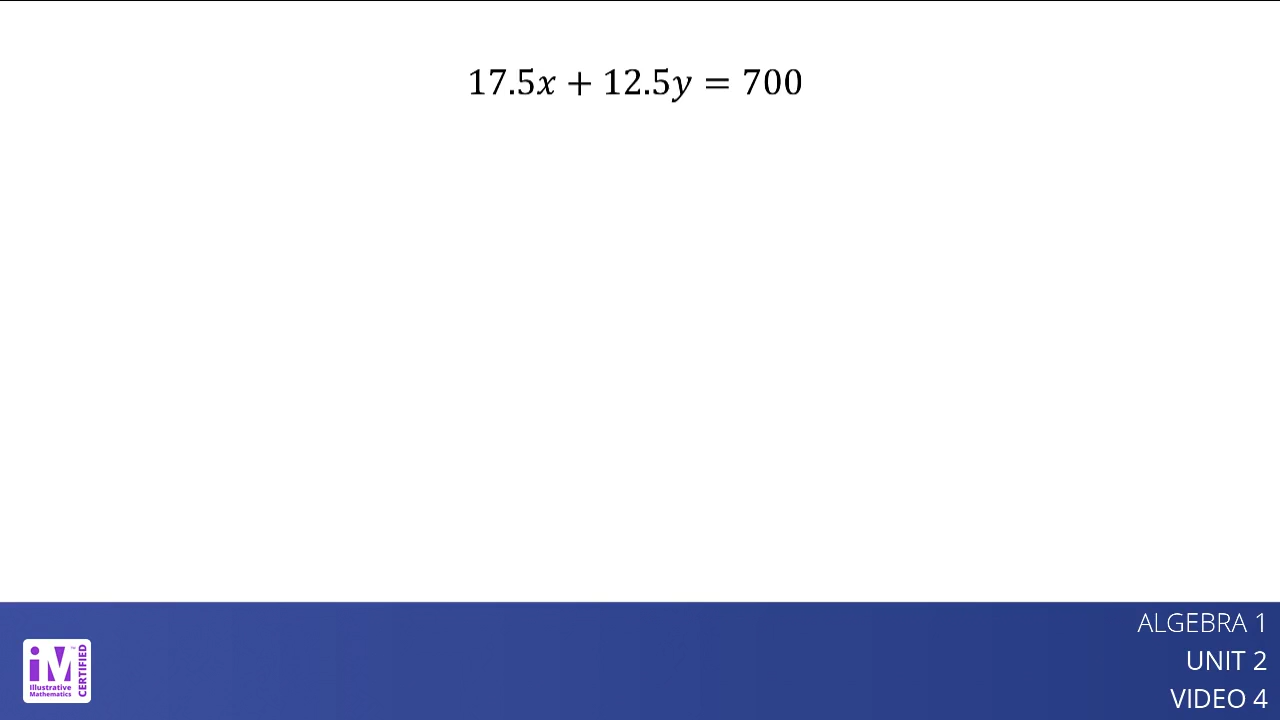 17.5x + 12.5y = 700
ALGEBRA 1
UNIT 2
VIDEO 4
iM
CERTIFIED
Illustrative
Mathematics